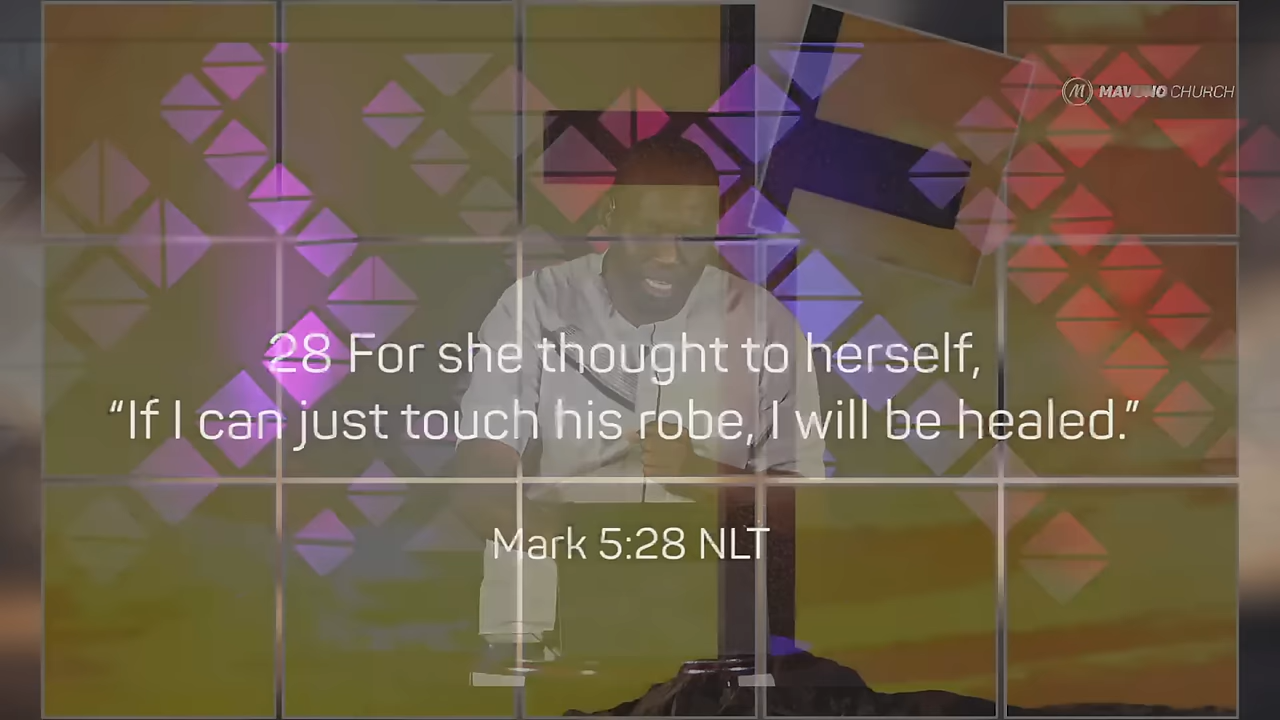 MAVUNO CHURCH
28 For she thought to herself,
“If I can just touch his robe, I will be healed.”
Mark 5:28 NLT